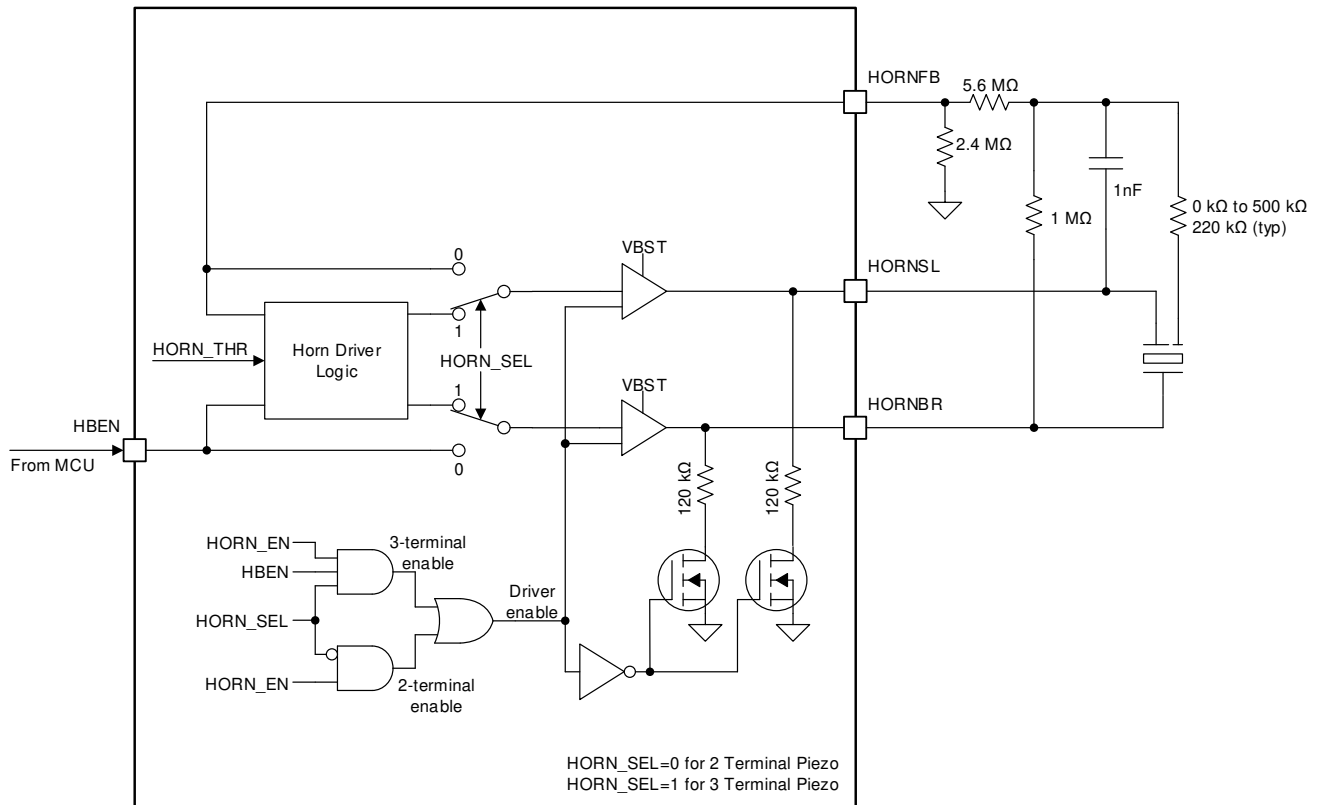 HORNFB
5.6 MΩ
2.4 MΩ
1nF
0 kΩ to 500 kΩ
220 kΩ (typ)
1 MΩ
VBST
0
HORNSL
HORN_THR
Horn Driver
Logic
1
HORN_SEL
1
VBST
HORNBR
HBEN
From MCU
0
120 kΩ
120 kΩ
HORN_EN
3-terminal
enable
HBEN
HORN_SEL
Driver
enable
HORN_EN
2-terminal
enable
HORN_SEL=0 for 2 Terminal Piezo
HORN_SEL=1 for 3 Terminal Piezo